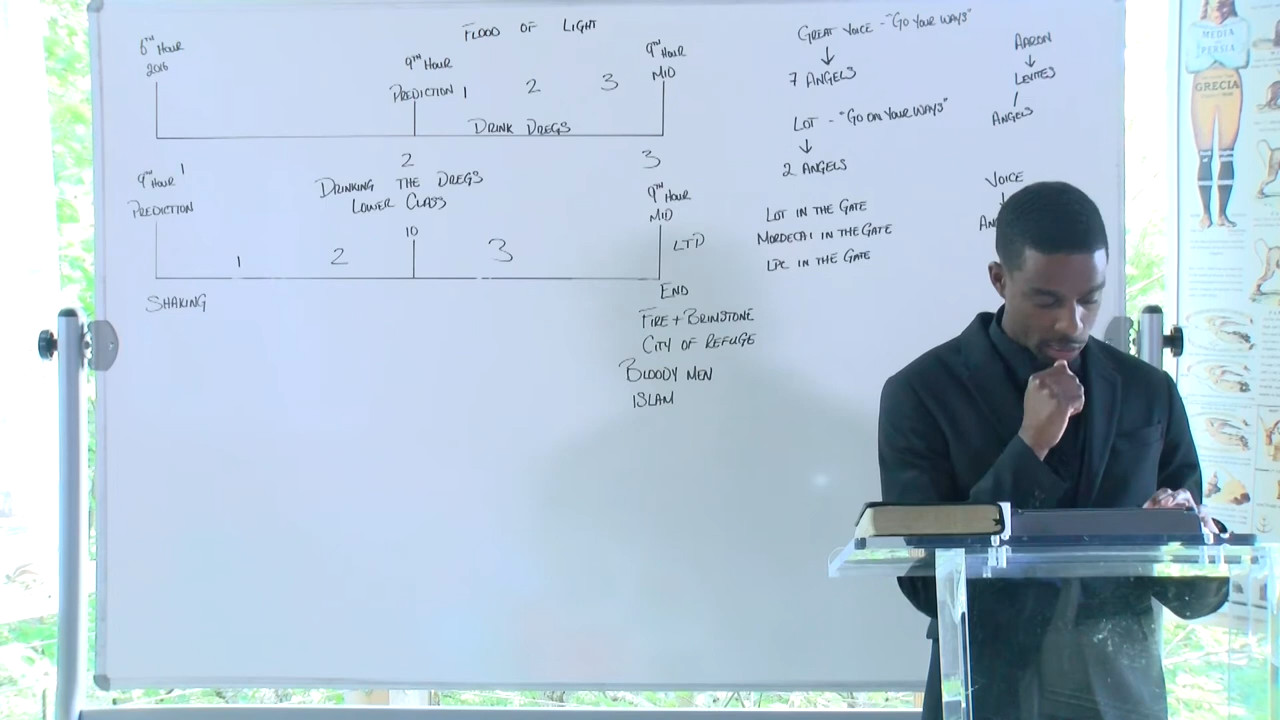 FLOOD OF LIGHT
6TH HOUR
2016
9TH HOUR
PREDICTION 1 2 3
9TH HOUR
MID
DRINK DREGS
2 3
9TH HOUR 1
PREDICTION
DRINKING THE DREGS
LOWER CLASS
9TH HOUR
MID
10
1 2 3
LTD
SHAKING
END
FIRE + BRIMSTONE
CITY OF REFUGE
BLOODY MEN
ISLAM
GREAT VOICE - "GO YOUR WAYS"
7 ANGELS
LOT - "GO ON YOUR WAYS"
2 ANGELS
LOT IN THE GATE
MORDECAI IN THE GATE
LPC IN THE GATE
AARON
LEVITES
ANGELS
VOICE
MEDIA
PERSIA
GRECIA